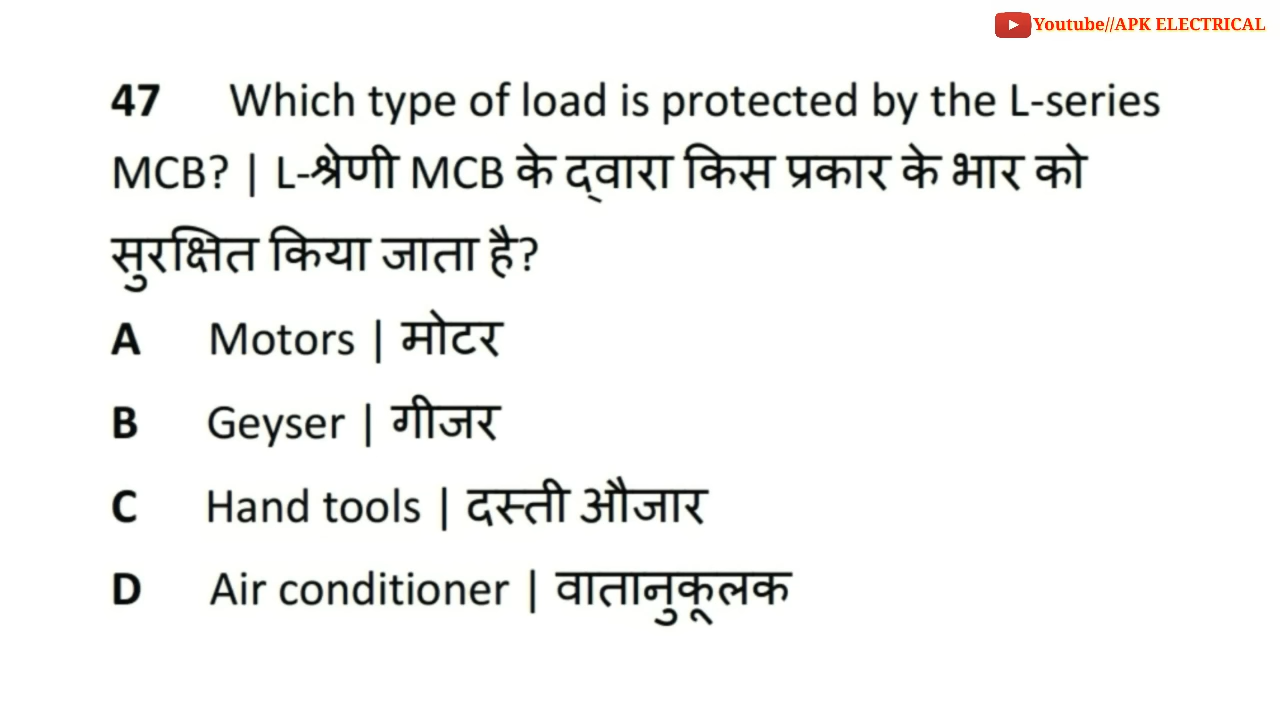 Youtube//APK ELECTRICAL
47 Which type of load is protected by the L-series
MCB? | L-श्रेणी MCB के द्वारा किस प्रकार के भार को
सुरक्षित किया जाता है?
A Motors | मोटर
B Geyser | गीजर
C Hand tools | दस्ती औजार
D Air conditioner | वातानुकूलक